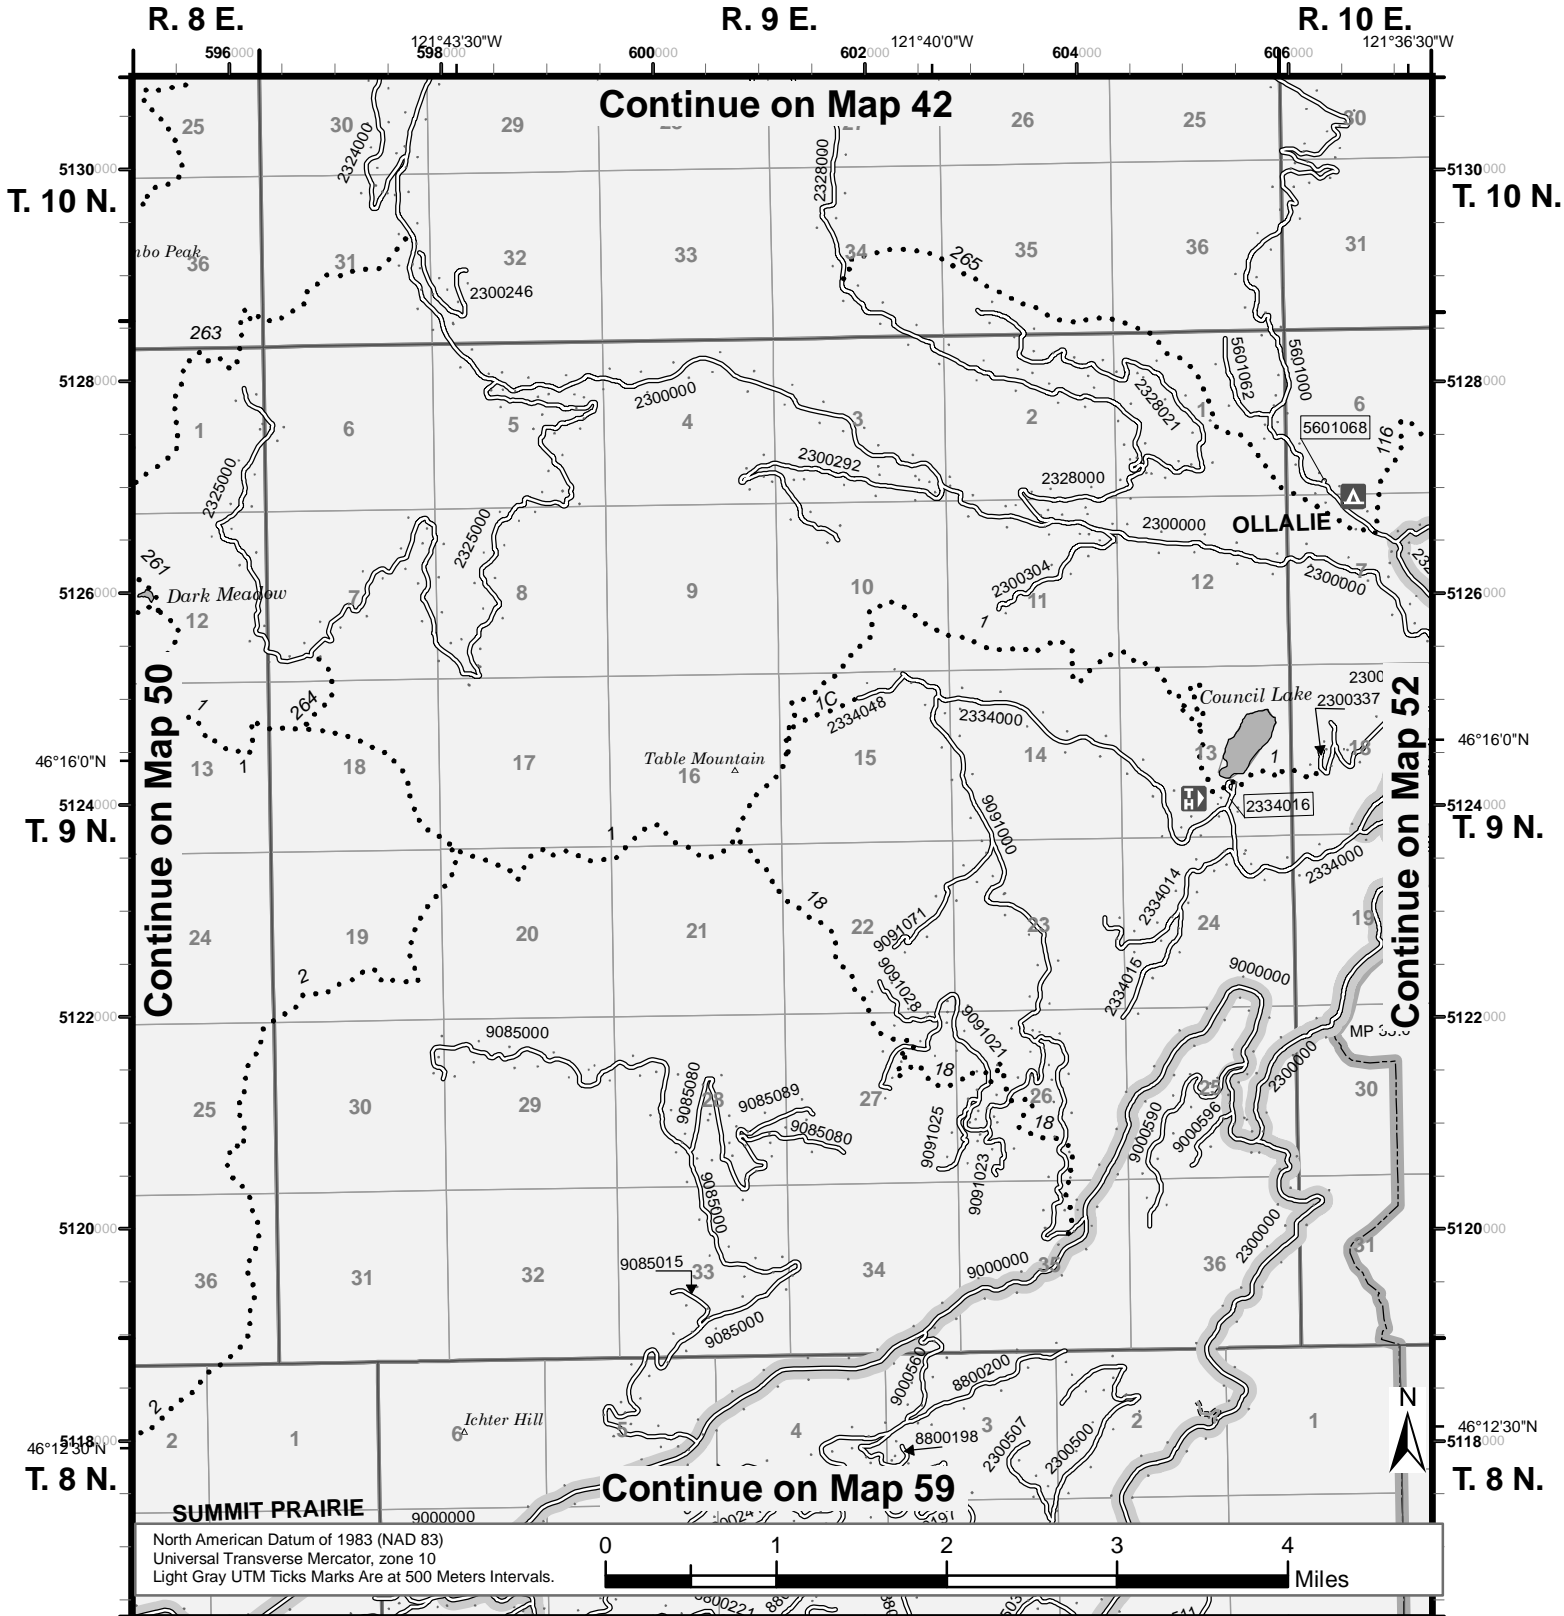 R. 8 E. R. 9 E. R. 10 E.
121°43'30"W 121°40'0"W 121°36'30"W
596000 598000 600000 602000 604000 606000
Continue on Map 42
25 30 29 26 25 30
2324000 2328000
5130000 5130000
T. 10 N. T. 10 N.
36 31 32 33 34 35 36 31
265
2300246
263
5128000 5128000
5601062 5601000
2300000 2328021
1 6 5 4 3 2 1 6
5601068
116
2325000 2300292 2328000
2325000 2300000
OLLALIE
261
Dark Meadow
5126000 5126000
12 7 8 9 10 11 12 7
2300304 2300000
1
264
1C
2334048 2334000
Council Lake
2300337
1
46°16'0"N 46°16'0"N
13 18 17 16 15 14 13 18
Table Mountain
1
1
TH
2334016
5124000 5124000
T. 9 N. T. 9 N.
Continue on Map 50
Continue on Map 52
1
9091000
2334000
18
2334014
9091071
24 19 20 21 22 23 24 19
2
9091028
2334015
9000000
5122000 5122000
9085000
9091021
2300000
18
9085080 9085089
9085080
25 30 29 28 27 26 25 30
9091025
18
9000590 9000596
9091023
9085000
5120000 5120000
9085015
36 31 32 33 34 35 36 31
9000000
2300000
9085000
9000560
8800200
2
Ichter Hill
2 1 6 5 4 3 2 1
8800198
2300507 2300500
N
46°12'30"N 46°12'30"N
5118000 5118000
T. 8 N. T. 8 N.
Continue on Map 59
SUMMIT PRAIRIE
9000000
North American Datum of 1983 (NAD 83)
Universal Transverse Mercator, zone 10
Light Gray UTM Ticks Marks Are at 500 Meters Intervals.
0 1 2 3 4
Miles
8800221